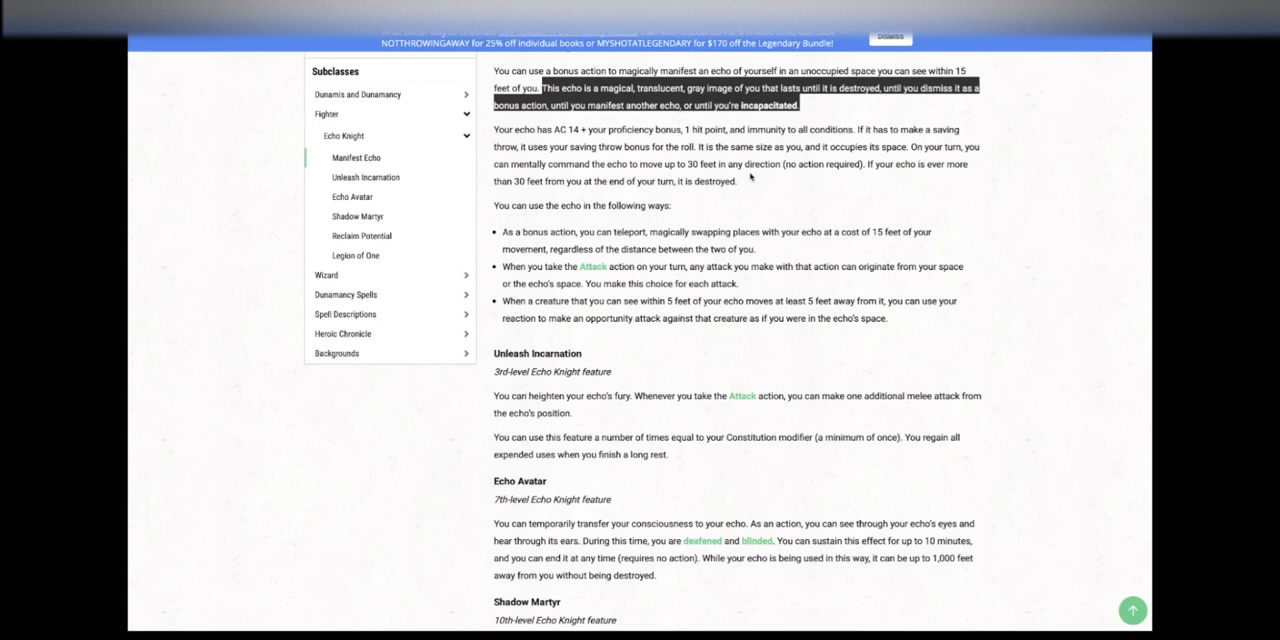 DISMISS
NOTTHROWINGAWAY for 25% off individual books or MYSHOTATLEGENDARY for $170 off the Legendary Bundle!
Subclasses
Dunamis and Dunamancy
Fighter
Echo Knight
Manifest Echo
Unleash Incarnation
Echo Avatar
Shadow Martyr
Reclaim Potential
Legion of One
Wizard
Dunamancy Spells
Spell Descriptions
Heroic Chronicle
Backgrounds
You can use a bonus action to magically manifest an echo of yourself in an unoccupied space you can see within 15
feet of you. This echo is a magical, translucent, gray image of you that lasts until it is destroyed, until you dismiss it as a
bonus action, until you manifest another echo, or until you're incapacitated.
Your echo has AC 14 + your proficiency bonus, 1 hit point, and immunity to all conditions. If it has to make a saving
throw, it uses your saving throw bonus for the roll. It is the same size as you, and it occupies its space. On your turn, you
can mentally command the echo to move up to 30 feet in any direction (no action required). If your echo is ever more
than 30 feet from you at the end of your turn, it is destroyed.
You can use the echo in the following ways:
• As a bonus action, you can teleport, magically swapping places with your echo at a cost of 15 feet of your
movement, regardless of the distance between the two of you.
• When you take the Attack action on your turn, any attack you make with that action can originate from your space
or the echo's space. You make this choice for each attack.
• When a creature that you can see within 5 feet of your echo moves at least 5 feet away from it, you can use your
reaction to make an opportunity attack against that creature as if you were in the echo's space.
Unleash Incarnation
3rd-level Echo Knight feature
You can heighten your echo's fury. Whenever you take the Attack action, you can make one additional melee attack from
the echo's position.
You can use this feature a number of times equal to your Constitution modifier (a minimum of once). You regain all
expended uses when you finish a long rest.
Echo Avatar
7th-level Echo Knight feature
You can temporarily transfer your consciousness to your echo. As an action, you can see through your echo's eyes and
hear through its ears. During this time, you are deafened and blinded. You can sustain this effect for up to 10 minutes,
and you can end it at any time (requires no action). While your echo is being used in this way, it can be up to 1,000 feet
away from you without being destroyed.
Shadow Martyr
10th-level Echo Knight feature